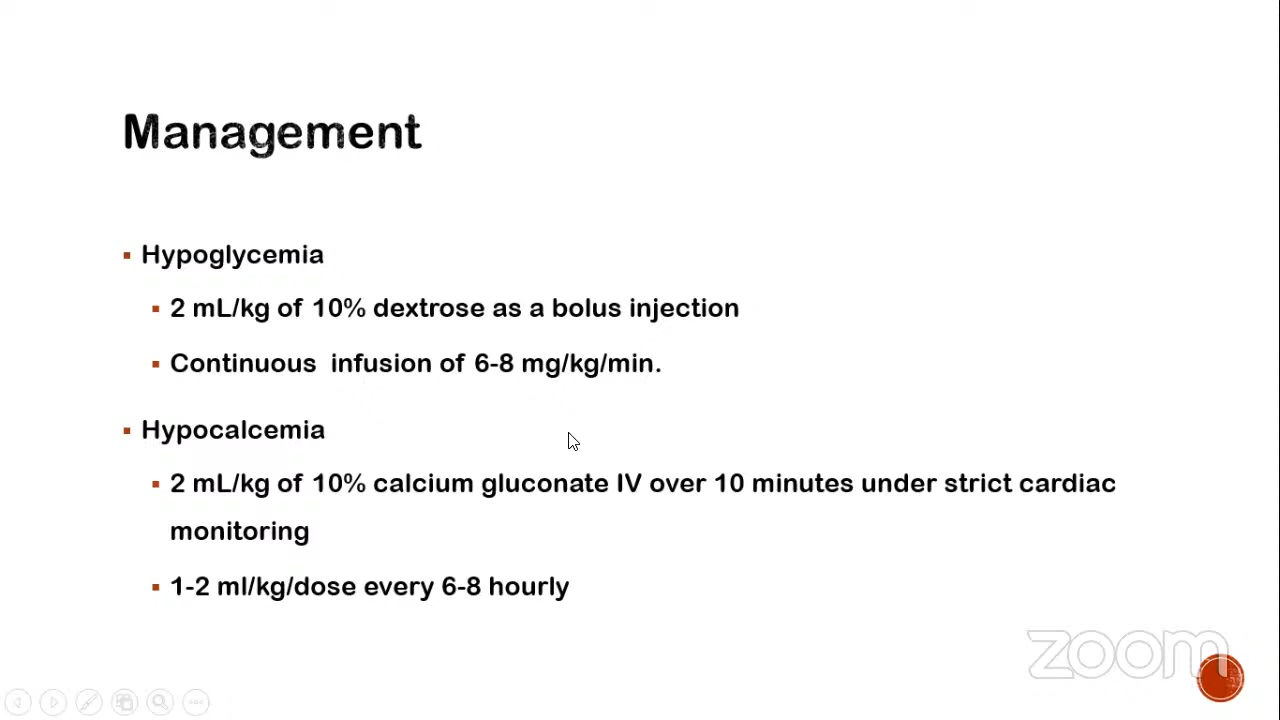 Management
Hypoglycemia
2 mL/kg of 10% dextrose as a bolus injection
Continuous infusion of 6-8 mg/kg/min.
Hypocalcemia
2 mL/kg of 10% calcium gluconate IV over 10 minutes under strict cardiac
monitoring
1-2 ml/kg/dose every 6-8 hourly
zoom